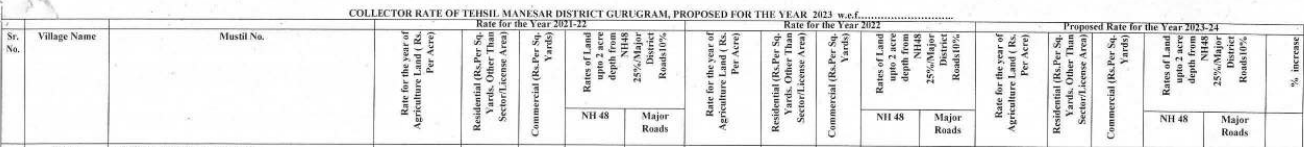 COLLECTOR RATE OF TEHSIL MANESAR DISTRICT GURUGRAM, PROPOSED FOR THE YEAR 2023 w.e.f..............................
Rate for the Year 2021-22
Rate for the Year 2022
Proposed Rate for the Year 2023-24
Sr. No.
Village Name
Mustil No.
Rate for the year of
Agriculture Land ( Rs.
Per Acre)
Residential (Rs.Per Sq.
Yards. Other Than
Sector/License Area)
Commercial (Rs.Per Sq.
Yards)
Rates of Land
upto 2 acre
depth from
NH48
25%/Major
District
Roads10%
NH 48
Major
Roads
Rate for the year of
Agriculture Land ( Rs.
Per Acre)
Residential (Rs.Per Sq.
Yards. Other Than
Sector/License Area)
Commercial (Rs.Per Sq.
Yards)
Rates of Land
upto 2 acre
depth from
NH48
25%/Major
District
Roads10%
NH 48
Major
Roads
Rate for the year of
Agriculture Land ( Rs.
Per Acre)
Residential (Rs.Per Sq.
Yards. Other Than
Sector/License Area)
Commercial (Rs.Per Sq.
Yards)
Rates of Land
upto 2 acre
depth from
NH48
25%/Major
District
Roads10%
NH 48
Major
Roads
% increase